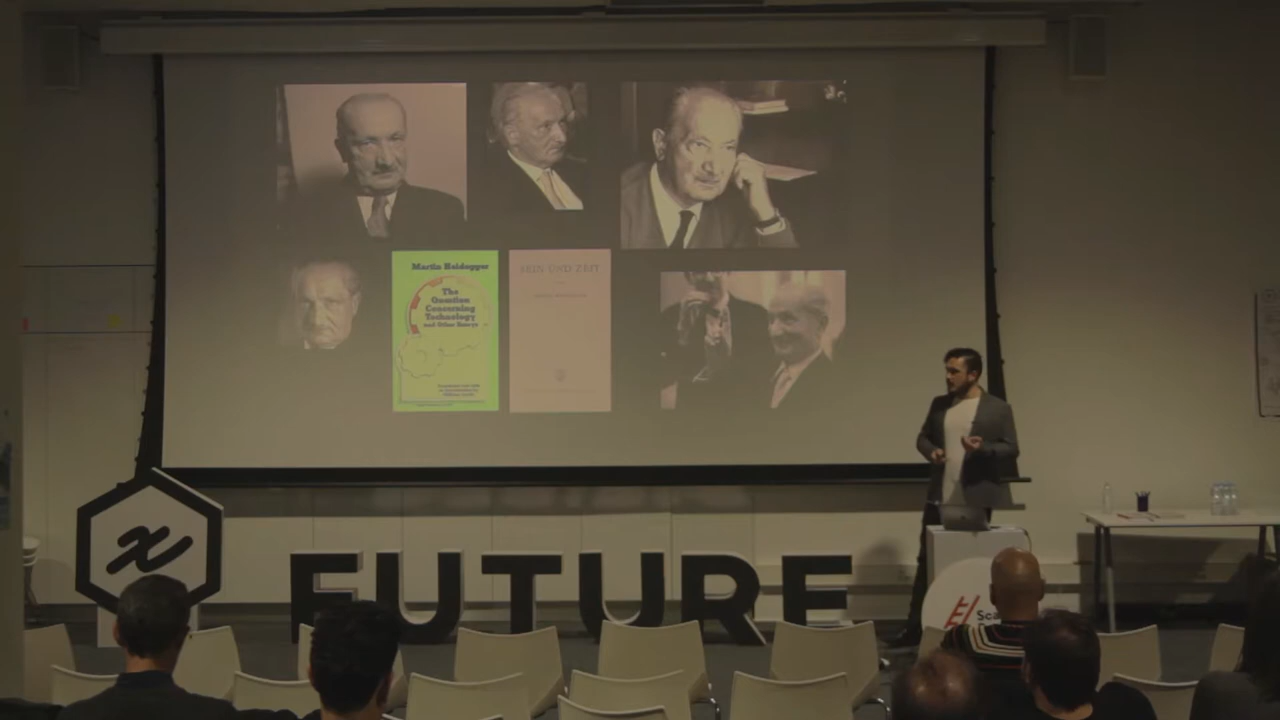 Martin Heidegger
The
Question
Concerning
Technology
and Other Essays
SEIN UND ZEIT
x
FUTURE